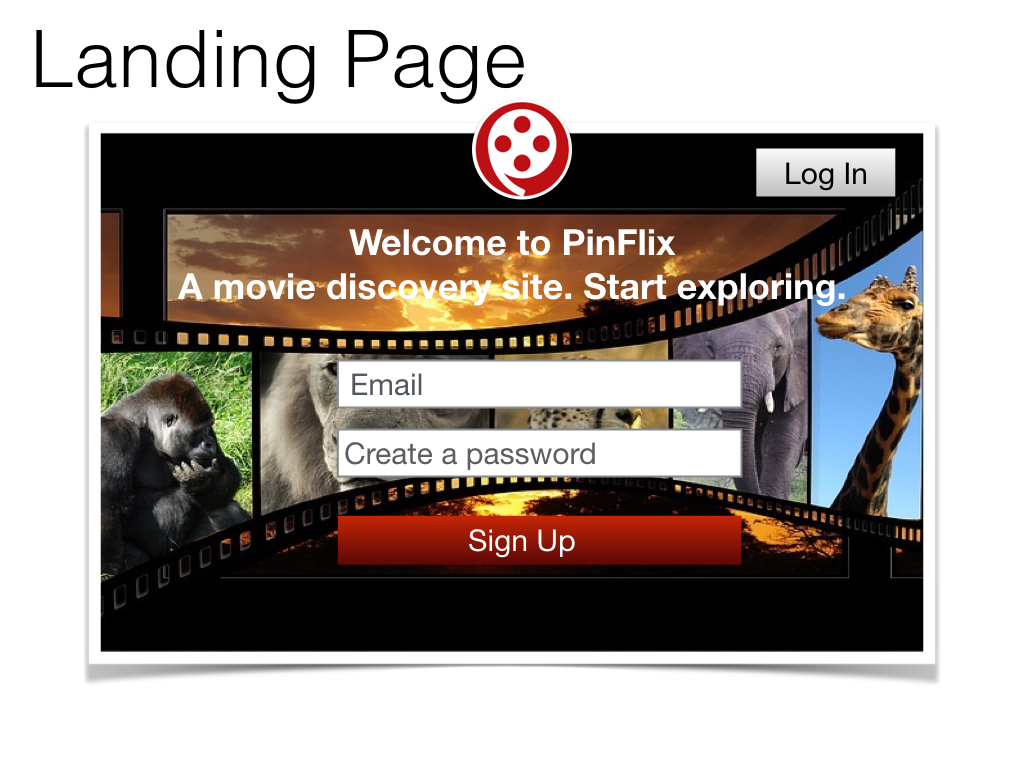 Landing Page
Log In
Welcome to PinFlix
A movie discovery site. Start exploring.
Email
Create a password
Sign Up